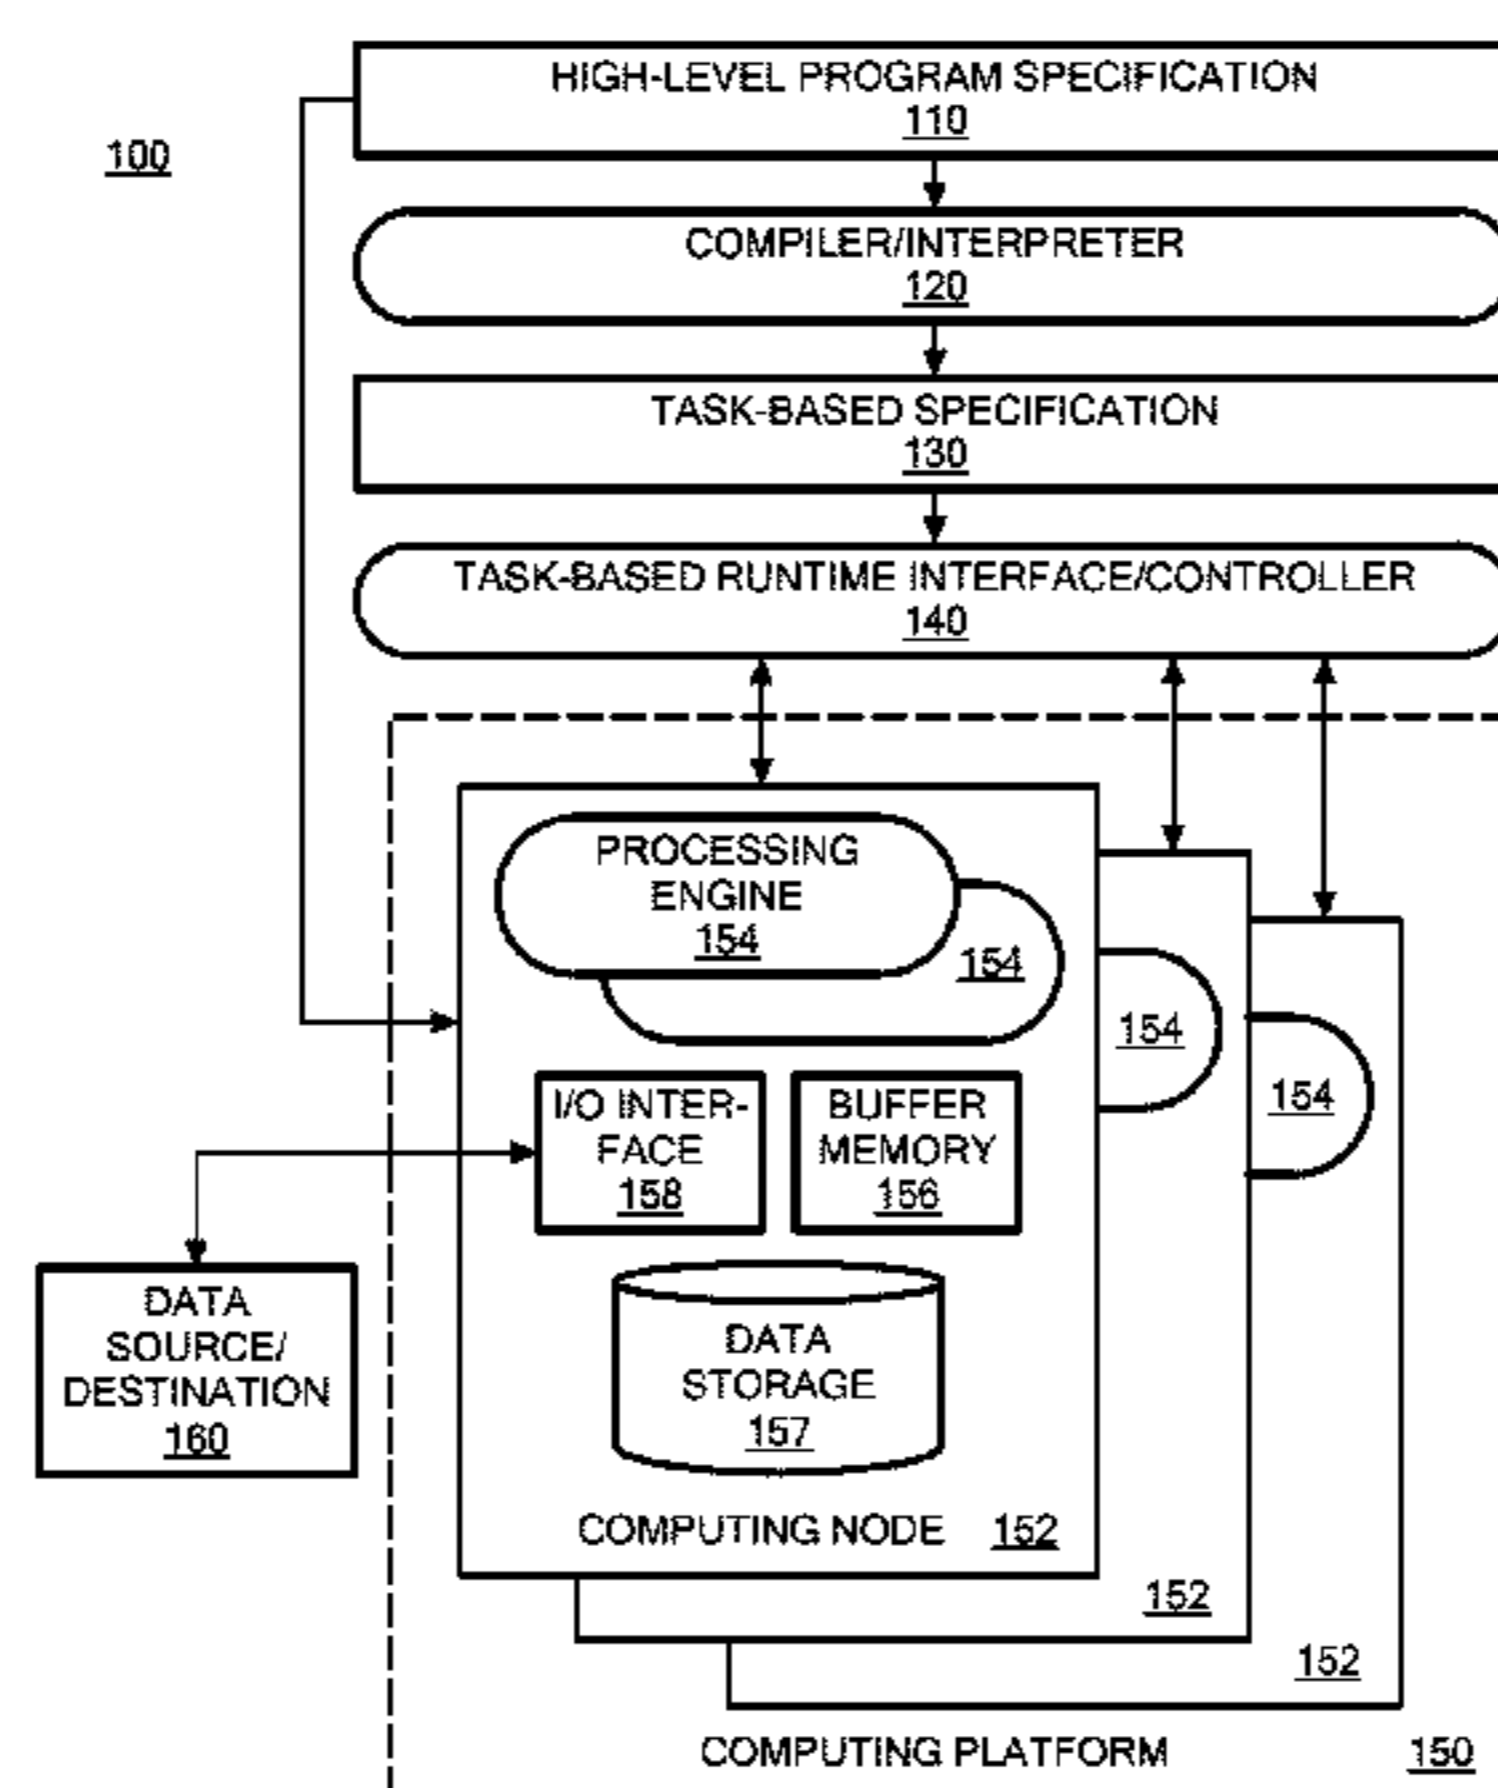 HIGH-LEVEL PROGRAM SPECIFICATION
110
100
COMPILER/INTERPRETER
120
TASK-BASED SPECIFICATION
130
TASK-BASED RUNTIME INTERFACE/CONTROLLER
140
PROCESSING
ENGINE
154
154
154
154
I/O INTER-
FACE
158
BUFFER
MEMORY
156
DATA
SOURCE/
DESTINATION
160
DATA
STORAGE
157
COMPUTING NODE 152
152
152
COMPUTING PLATFORM 150